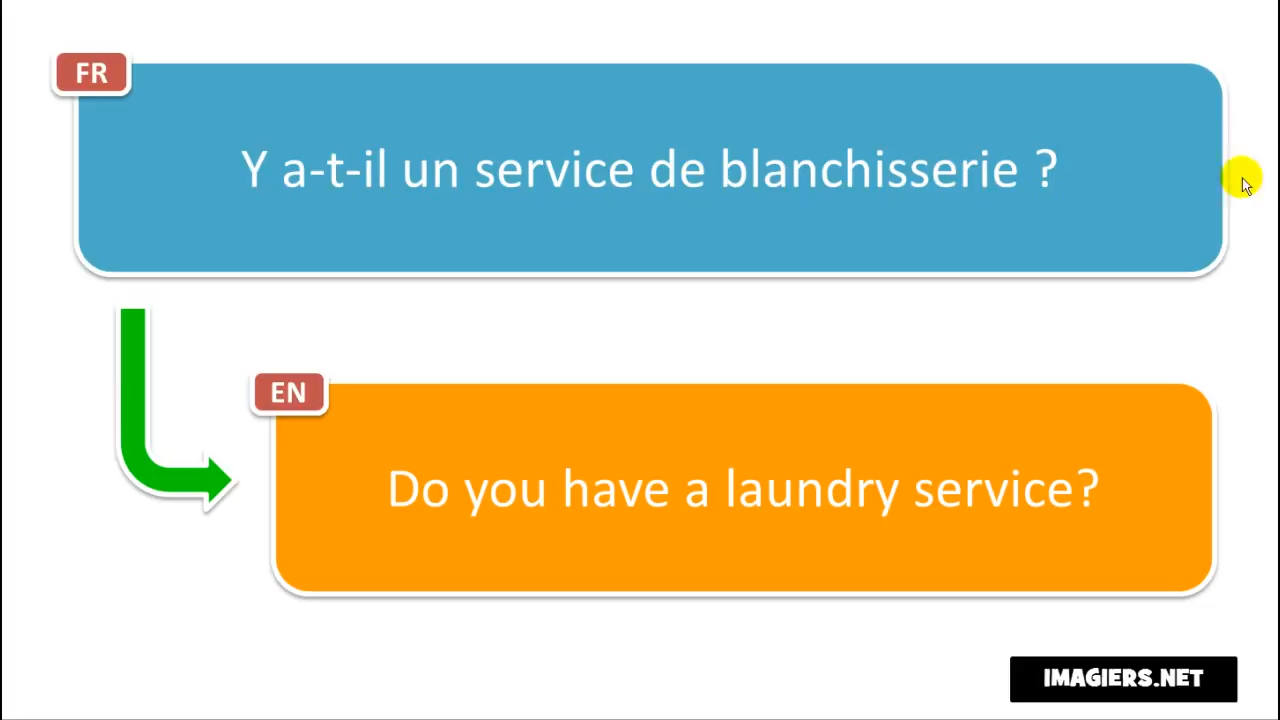 FR
Y a-t-il un service de blanchisserie ?
EN
Do you have a laundry service?
IMAGIERS.NET